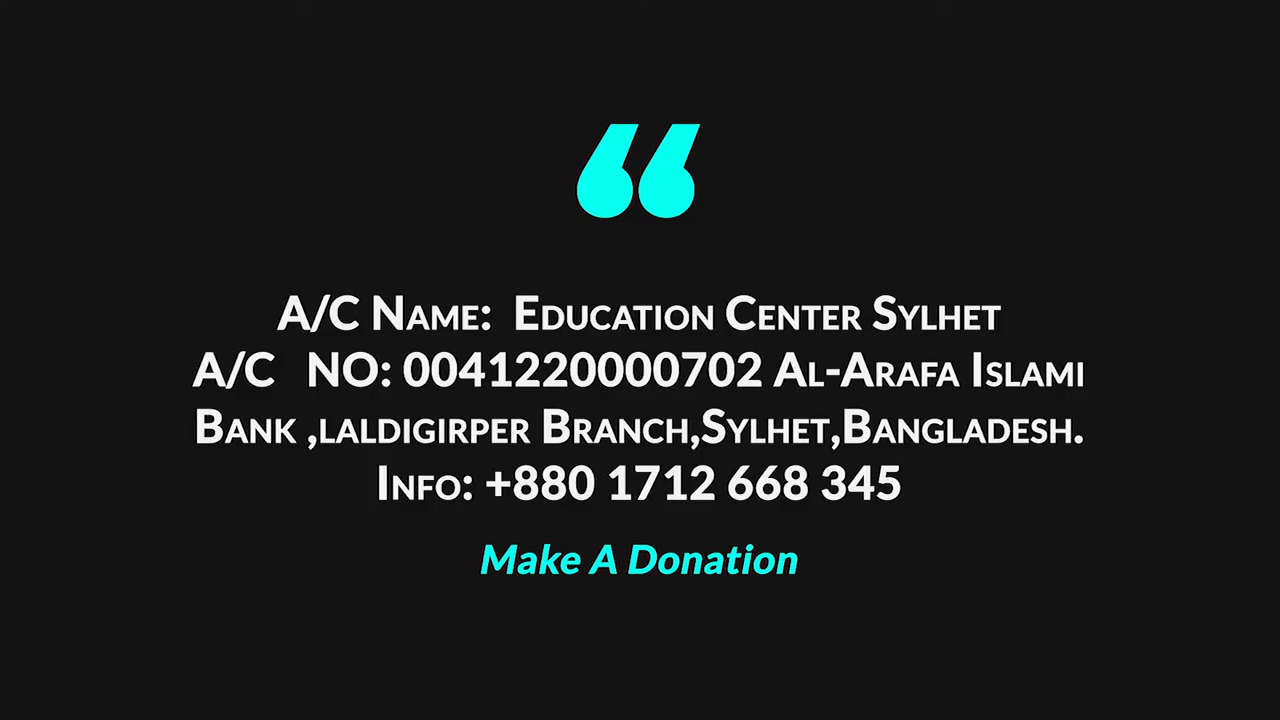 “
A/C Name:  Education Center Sylhet
A/C   NO: 0041220000702 Al-Arafa Islami
Bank ,laldigirper Branch,Sylhet,Bangladesh.
Info: +880 1712 668 345
Make A Donation